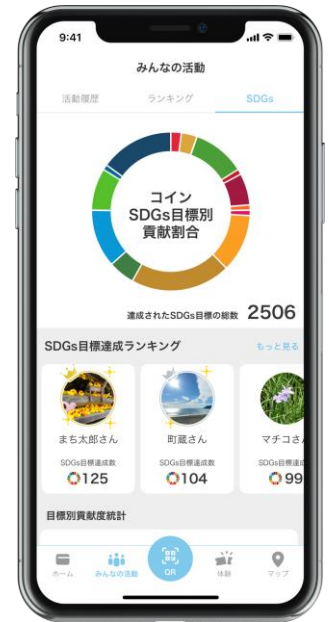 9:41
みんなの活動
活動履歴 ランキング SDGs
コイン
SDGs目標別
貢献割合
達成されたSDGs目標の総数 2506
SDGs目標達成ランキング もっと見る
まち太郎さん 町蔵さん マチコさん
SDGs目標達成数 SDGs目標達成数 SDGs目標達成
125 104 99
目標別貢献度統計
ホーム みんなの活動 QR 体験 マップ